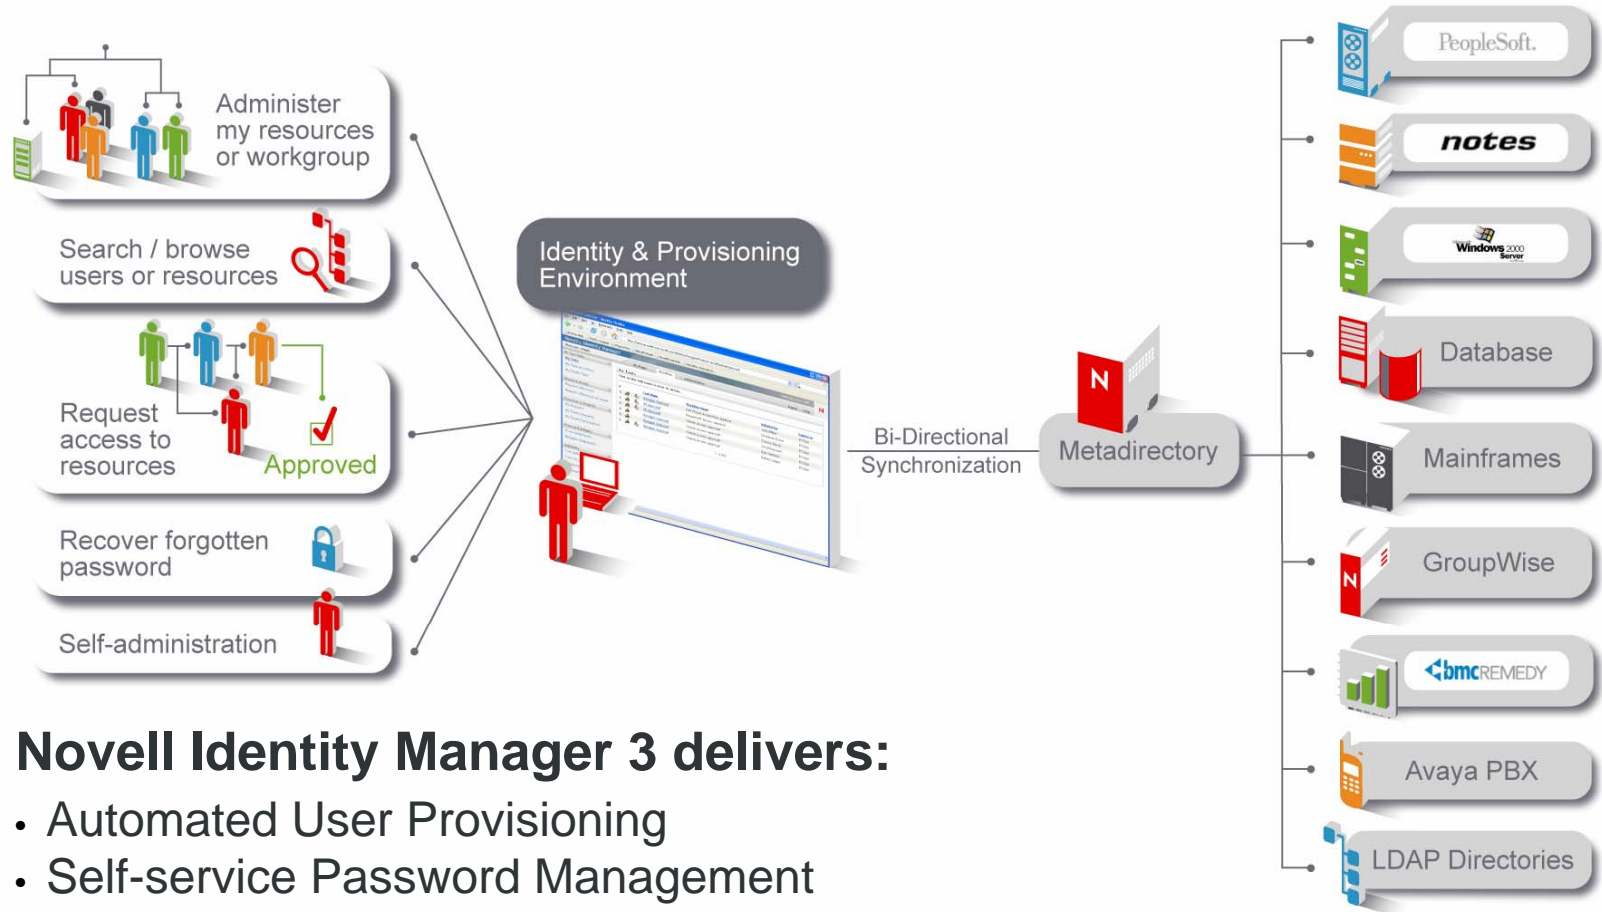 Administer
my resources
or workgroup
Search / browse
users or resources
Request
access to
resources
Approved
Recover forgotten
password
Self-administration
Identity & Provisioning
Environment
N
Bi-Directional
Synchronization
N
Metadirectory
PeopleSoft.
notes
Windows 2000
Server
Database
Mainframes
N
GroupWise
bmcREMEDY
Avaya PBX
LDAP Directories
Novell Identity Manager 3 delivers:
• Automated User Provisioning
• Self-service Password Management